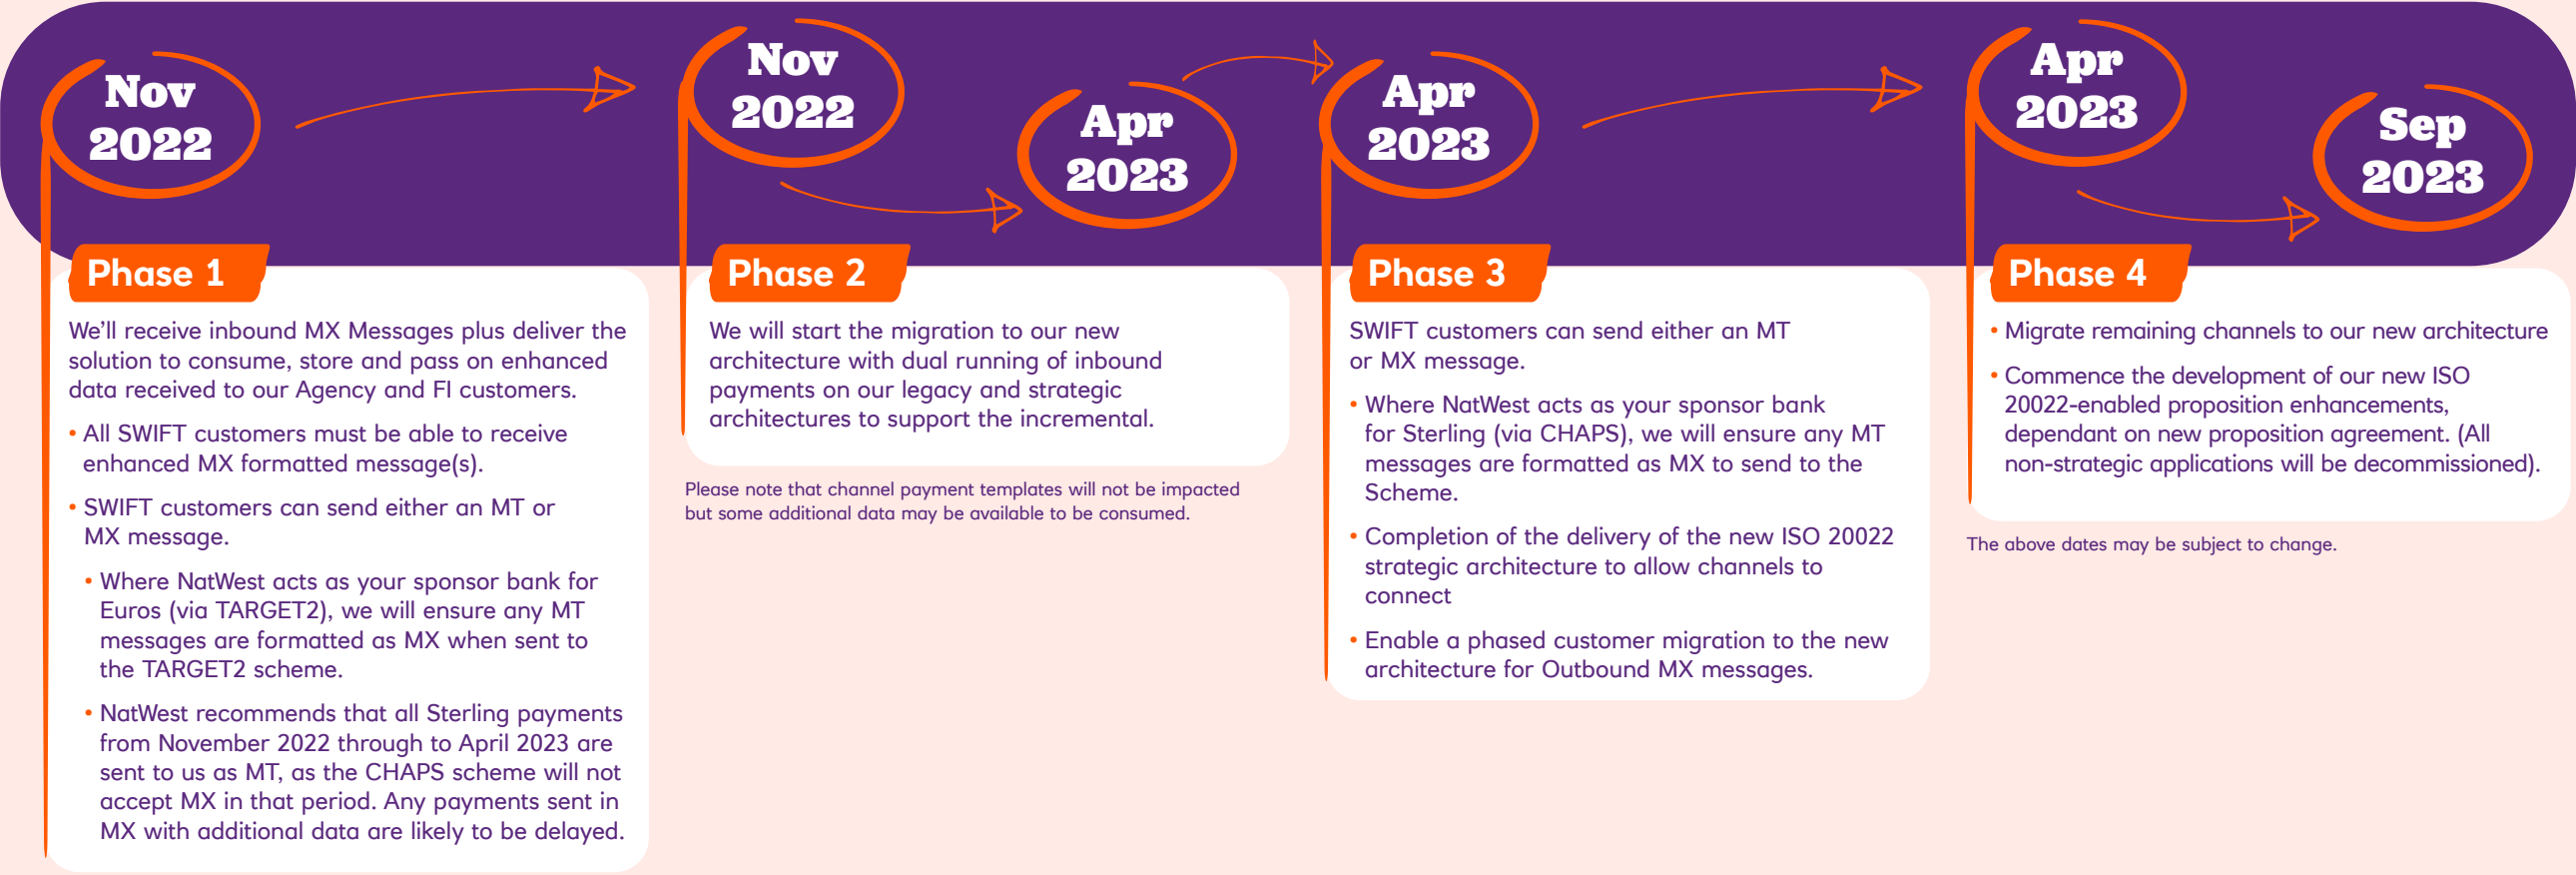 Nov
2022
Nov
2022
Apr
2023
Apr
2023
Apr
2023
Sep
2023
Phase 1
We’ll receive inbound MX Messages plus deliver the
solution to consume, store and pass on enhanced
data received to our Agency and FI customers.
• All SWIFT customers must be able to receive
enhanced MX formatted message(s).
• SWIFT customers can send either an MT or
MX message.
• Where NatWest acts as your sponsor bank for
Euros (via TARGET2), we will ensure any MT
messages are formatted as MX when sent to
the TARGET2 scheme.
• NatWest recommends that all Sterling payments
from November 2022 through to April 2023 are
sent to us as MT, as the CHAPS scheme will not
accept MX in that period. Any payments sent in
MX with additional data are likely to be delayed.
Phase 2
We will start the migration to our new
architecture with dual running of inbound
payments on our legacy and strategic
architectures to support the incremental.
Please note that channel payment templates will not be impacted
but some additional data may be available to be consumed.
Phase 3
SWIFT customers can send either an MT
or MX message.
• Where NatWest acts as your sponsor bank
for Sterling (via CHAPS), we will ensure any MT
messages are formatted as MX to send to the
Scheme.
• Completion of the delivery of the new ISO 20022
strategic architecture to allow channels to
connect
• Enable a phased customer migration to the new
architecture for Outbound MX messages.
Phase 4
• Migrate remaining channels to our new architecture
• Commence the development of our new ISO
20022-enabled proposition enhancements,
dependant on new proposition agreement. (All
non-strategic applications will be decommissioned).
The above dates may be subject to change.